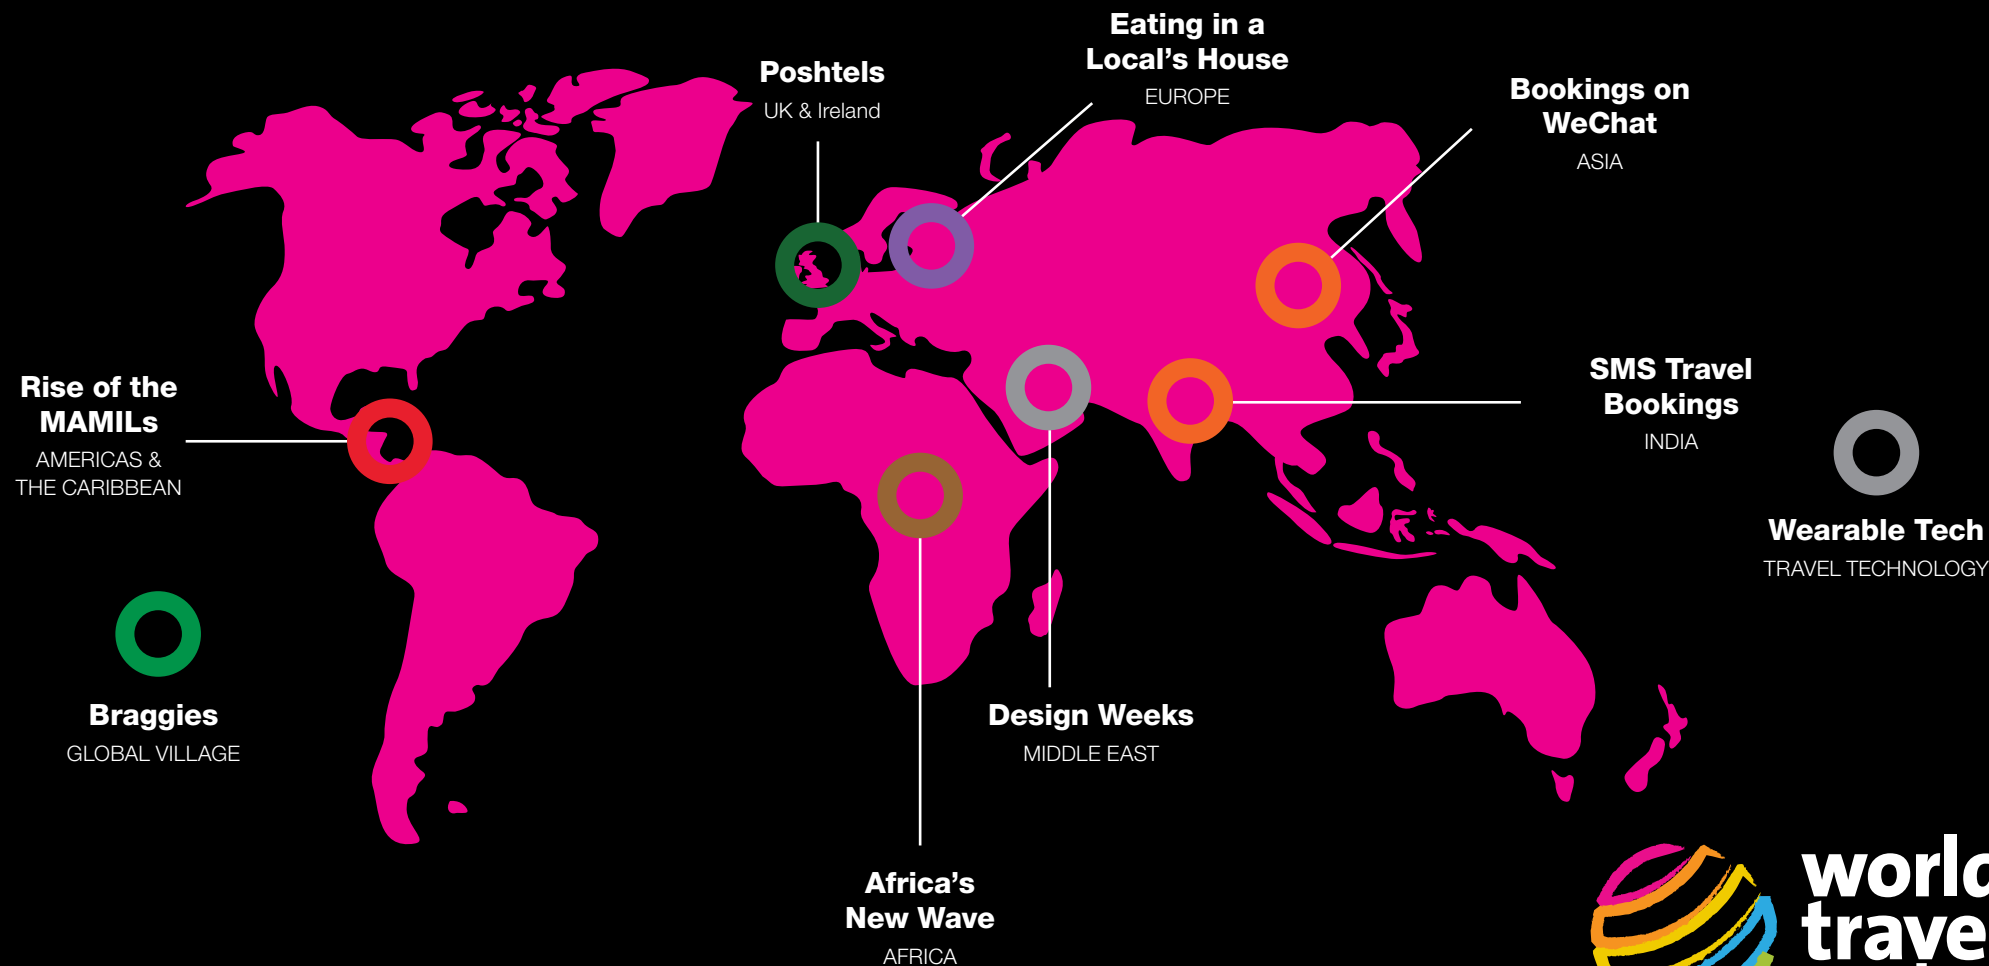 Eating in a
Local's House
EUROPE
Poshtels
UK & Ireland
Bookings on
WeChat
ASIA
Rise of the
MAMILs
AMERICAS &
THE CARIBBEAN
SMS Travel
Bookings
INDIA
Wearable Tech
TRAVEL TECHNOLOGY
Braggies
GLOBAL VILLAGE
Design Weeks
MIDDLE EAST
Africa's
New Wave
AFRICA
world
trave